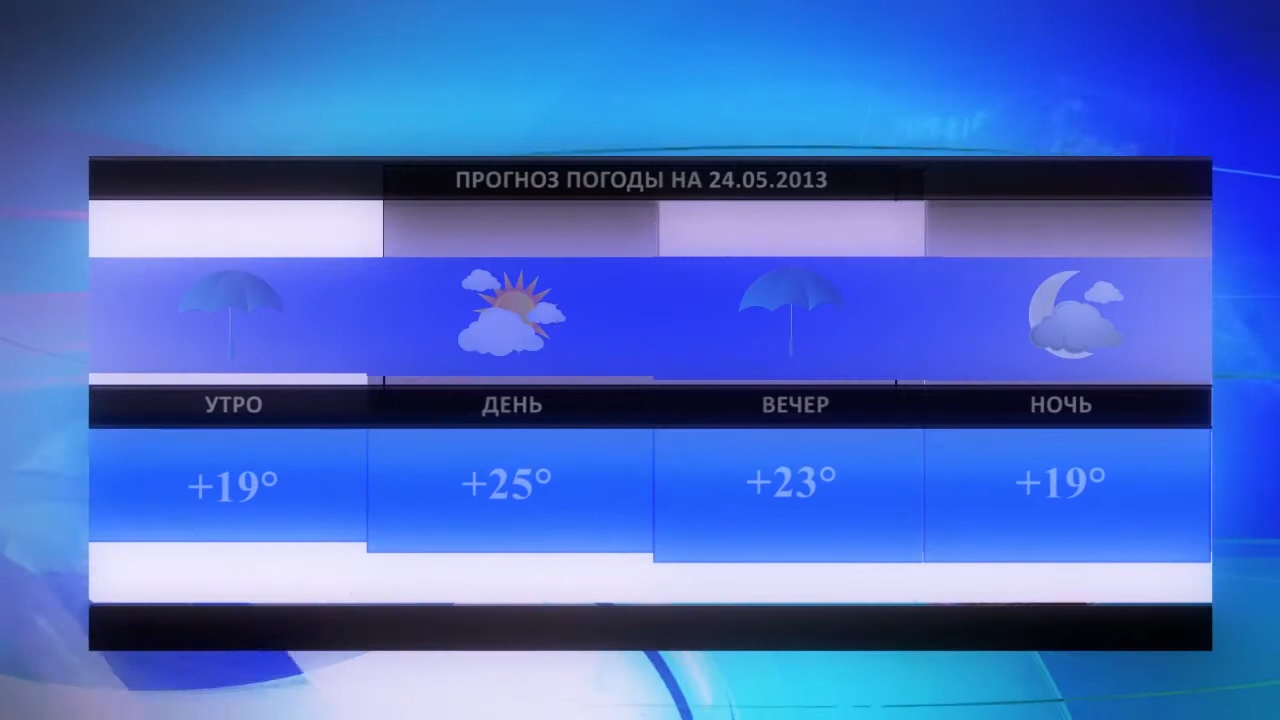 ПРОГНОЗ ПОГОДЫ НА 24.05.2013
УТРО ДЕНЬ ВЕЧЕР НОЧЬ
+19° +25° +23° +19°